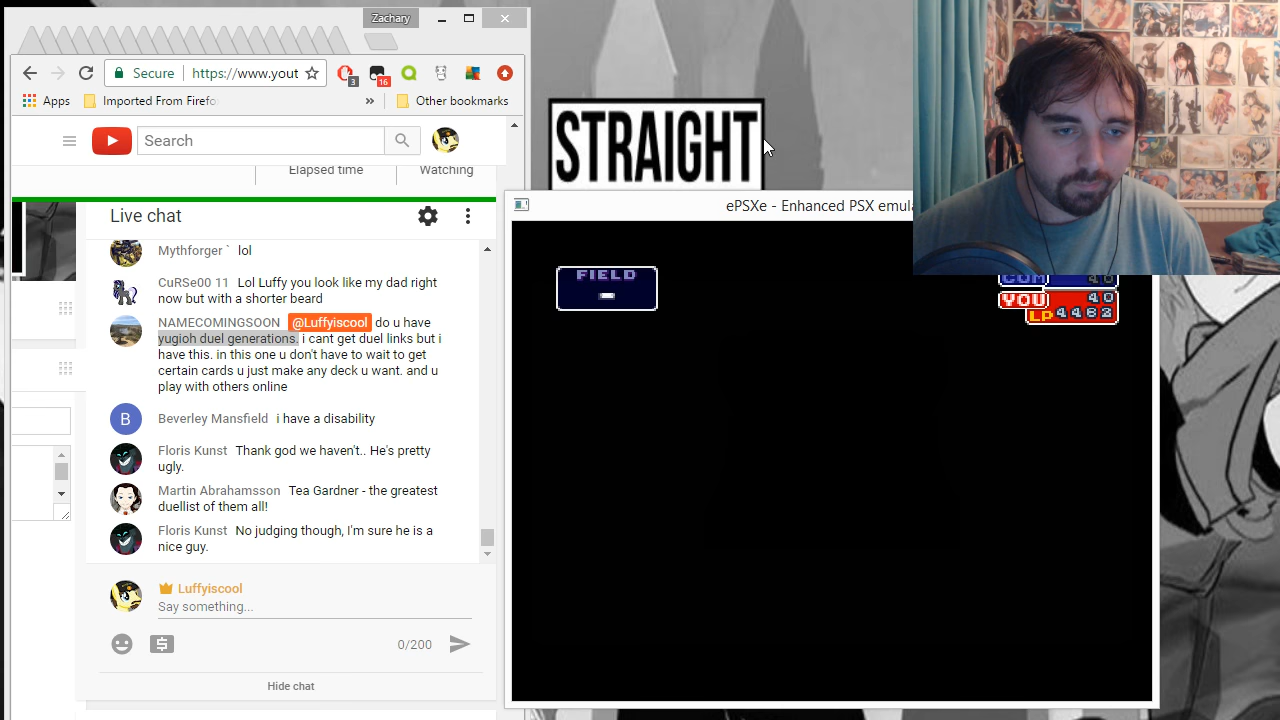 Zachary
Secure https://www.yout
3
16
Apps Imported From Firefo » Other bookmarks
Search
Elapsed time Watching
Live chat
Mythforger ` lol
CuRSe00 11 Lol Luffy you look like my dad right
now but with a shorter beard
NAMECOMINGSOON @Luffyiscool do u have
yugioh duel generations. i cant get duel links but i
have this. in this one u don't have to wait to get
certain cards u just make any deck u want. and u
play with others online
B Beverley Mansfield i have a disability
Floris Kunst Thank god we haven't.. He's pretty
ugly.
Martin Abrahamsson Tea Gardner - the greatest
duellist of them all!
Floris Kunst No judging though, I'm sure he is a
nice guy.
Luffyiscool
Say something...
0/200
Hide chat
STRAIGHT
ePSXe - Enhanced PSX emula
FIELD
COM 40
YOU 40
LP 4462